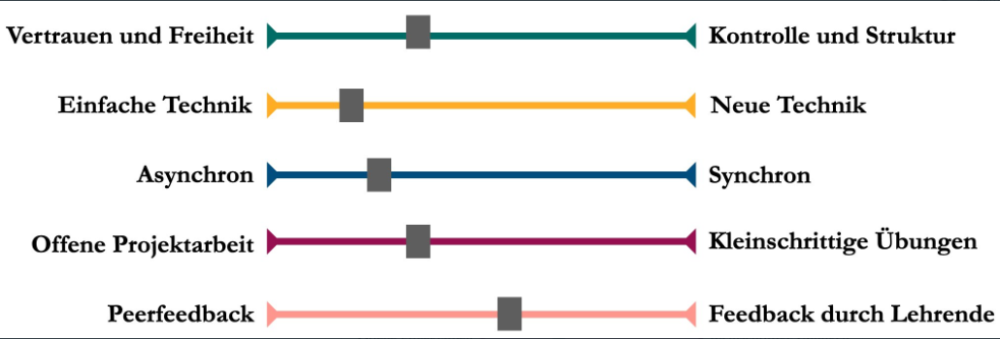 Vertrauen und Freiheit Kontrolle und Struktur
Einfache Technik Neue Technik
Asynchron Synchron
Offene Projektarbeit Kleinschrittige Übungen
Peerfeedback Feedback durch Lehrende